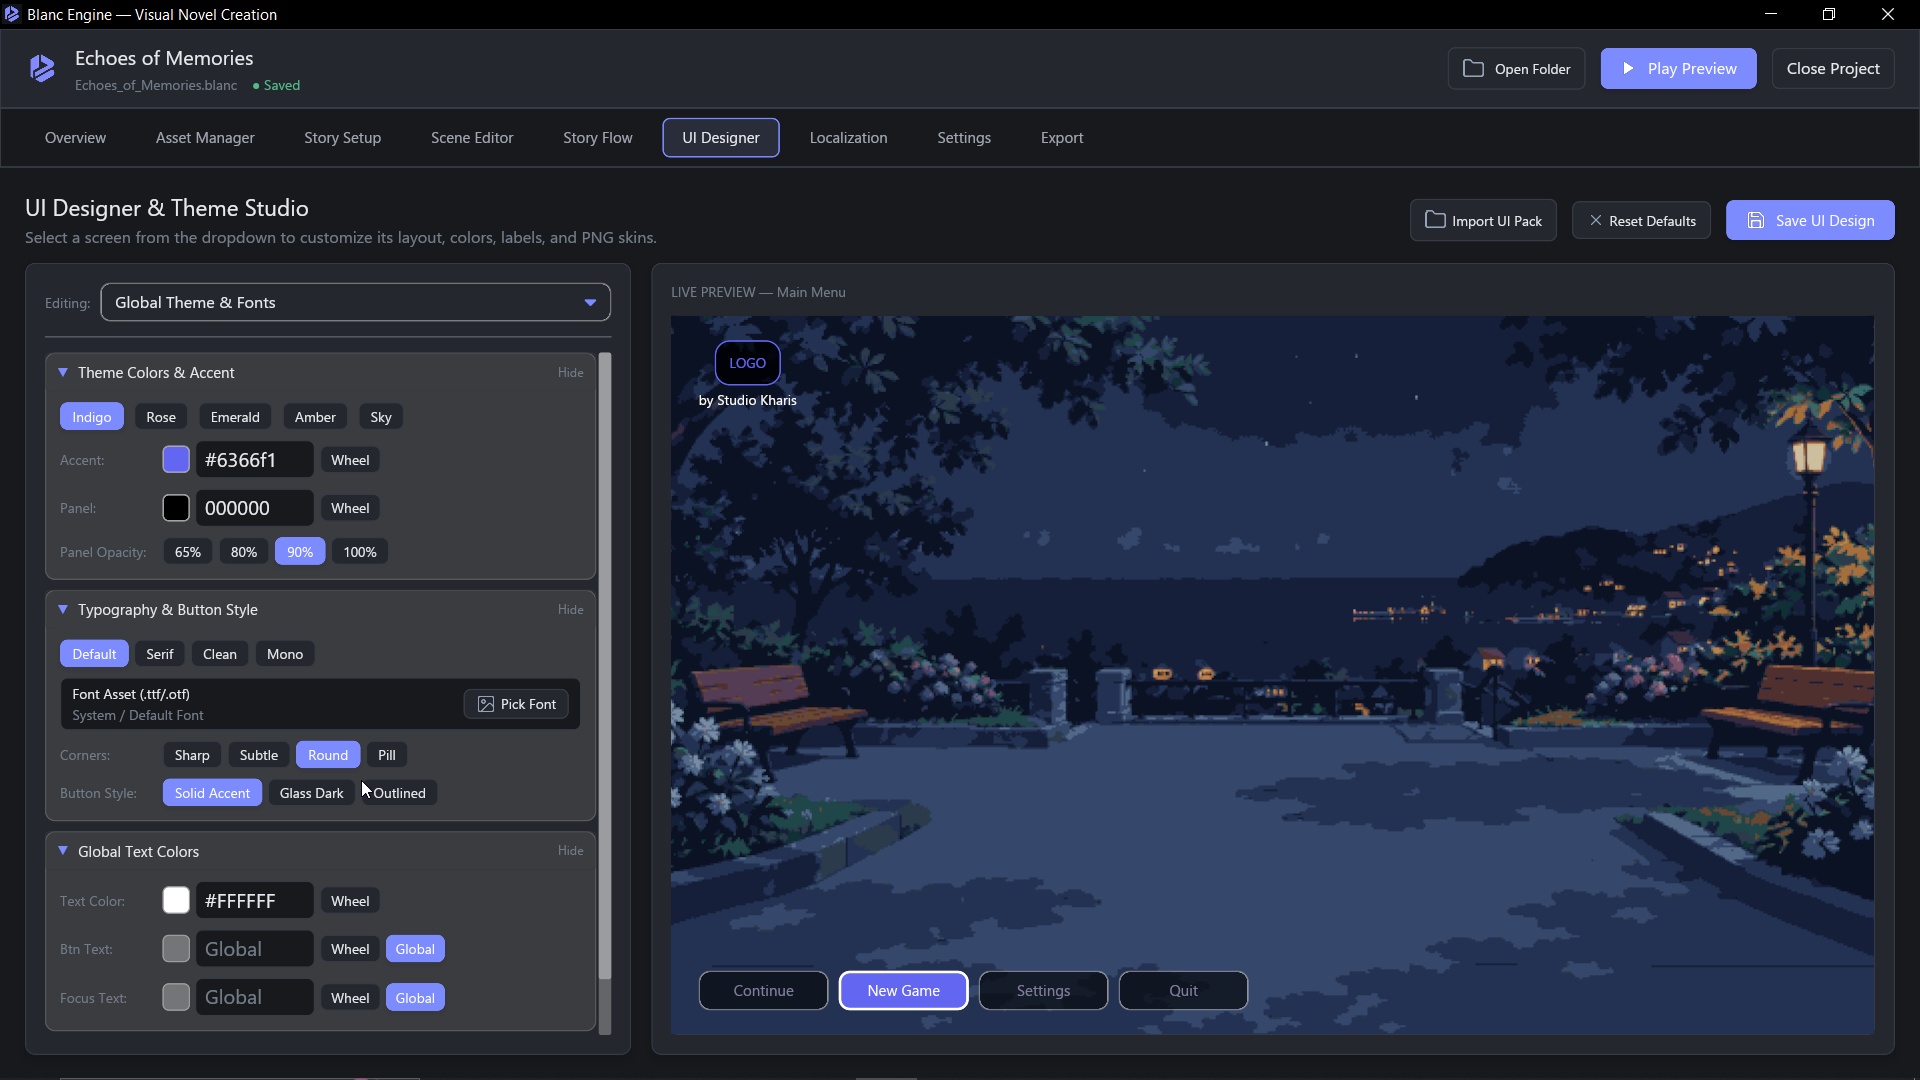 Blanc Engine — Visual Novel Creation
Echoes of Memories
Echoes_of_Memories.blanc ● Saved
Open Folder
Play Preview
Close Project
Overview Asset Manager Story Setup Scene Editor Story Flow UI Designer Localization Settings Export
UI Designer & Theme Studio
Select a screen from the dropdown to customize its layout, colors, labels, and PNG skins.
Import UI Pack
Reset Defaults
Save UI Design
Editing: Global Theme & Fonts
Theme Colors & Accent Hide
Indigo Rose Emerald Amber Sky
Accent: #6366f1 Wheel
Panel: 000000 Wheel
Panel Opacity: 65% 80% 90% 100%
Typography & Button Style Hide
Default Serif Clean Mono
Font Asset (.ttf/.otf)
System / Default Font
Pick Font
Corners: Sharp Subtle Round Pill
Button Style: Solid Accent Glass Dark Outlined
Global Text Colors Hide
Text Color: #FFFFFF Wheel
Btn Text: Global Wheel Global
Focus Text: Global Wheel Global
LIVE PREVIEW — Main Menu
LOGO
by Studio Kharis
Continue New Game Settings Quit